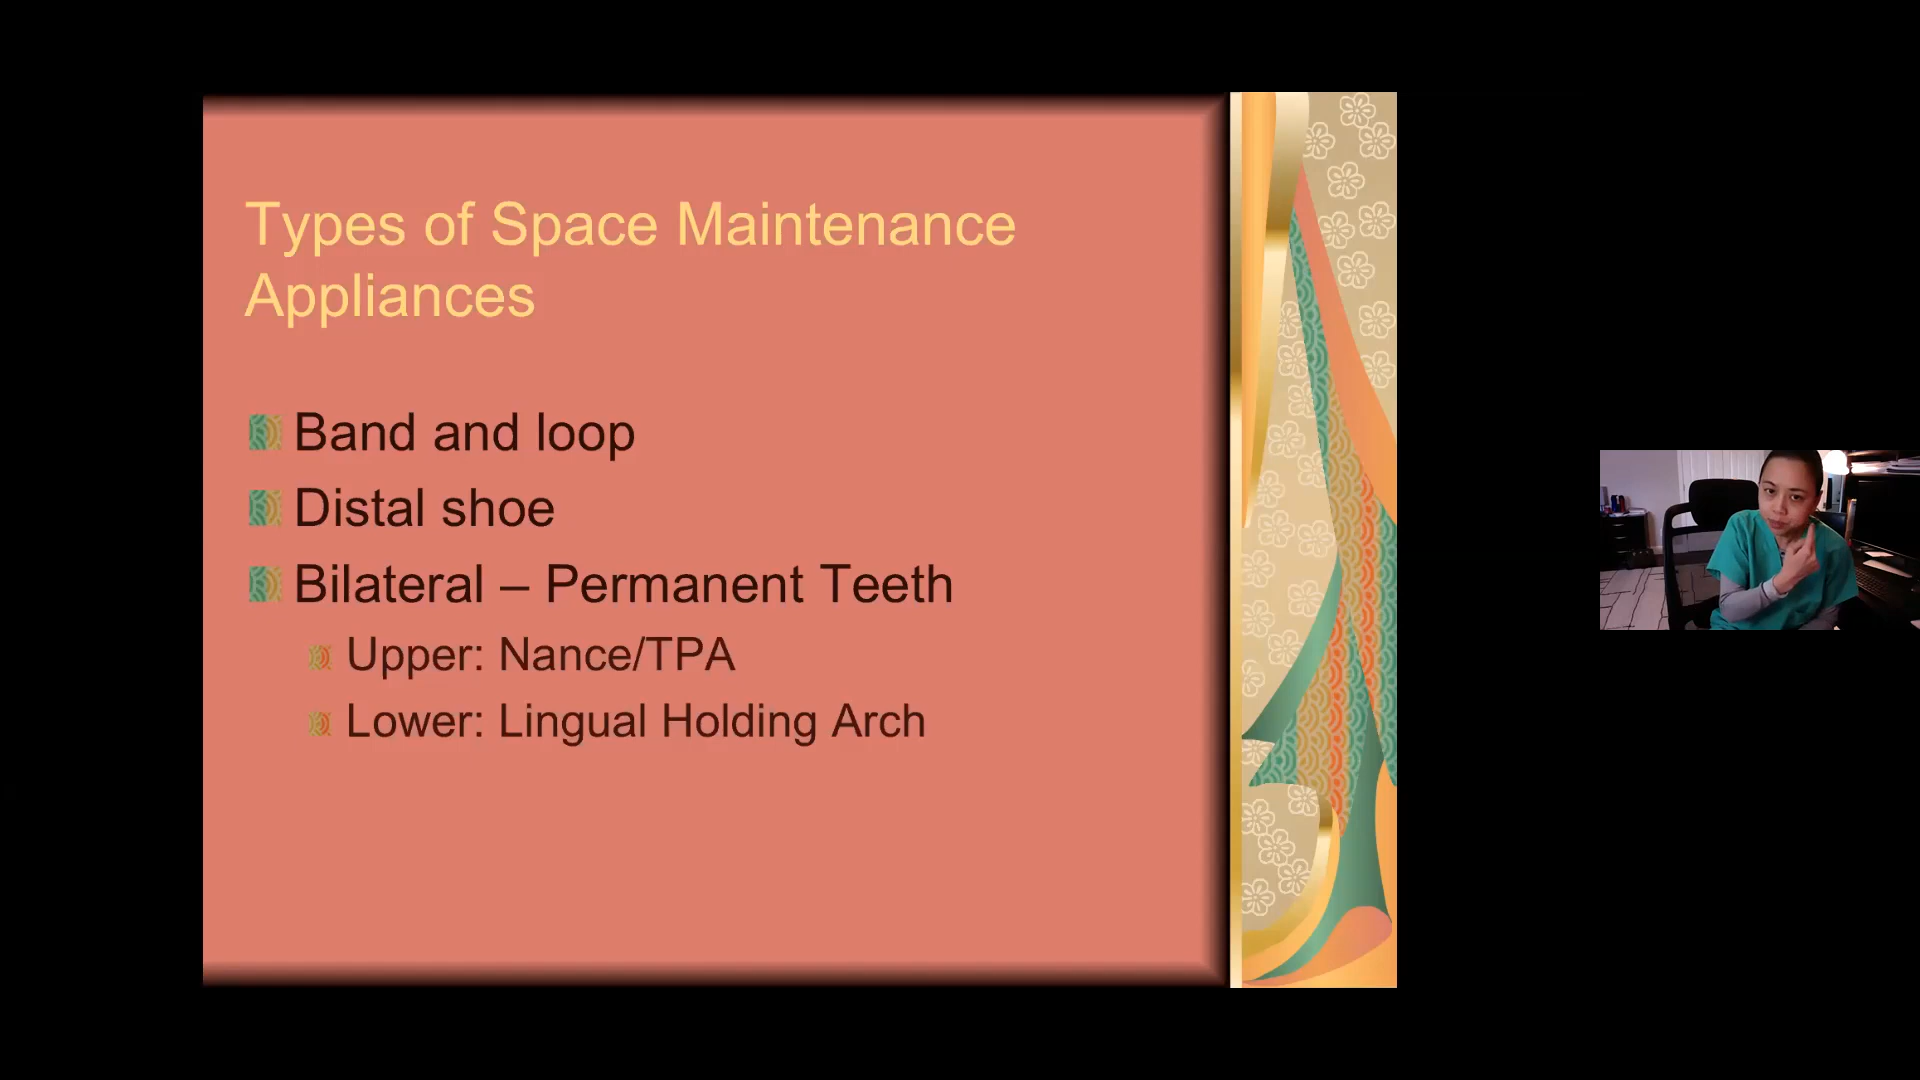 Types of Space Maintenance
Appliances
Band and loop
Distal shoe
Bilateral – Permanent Teeth
Upper: Nance/TPA
Lower: Lingual Holding Arch